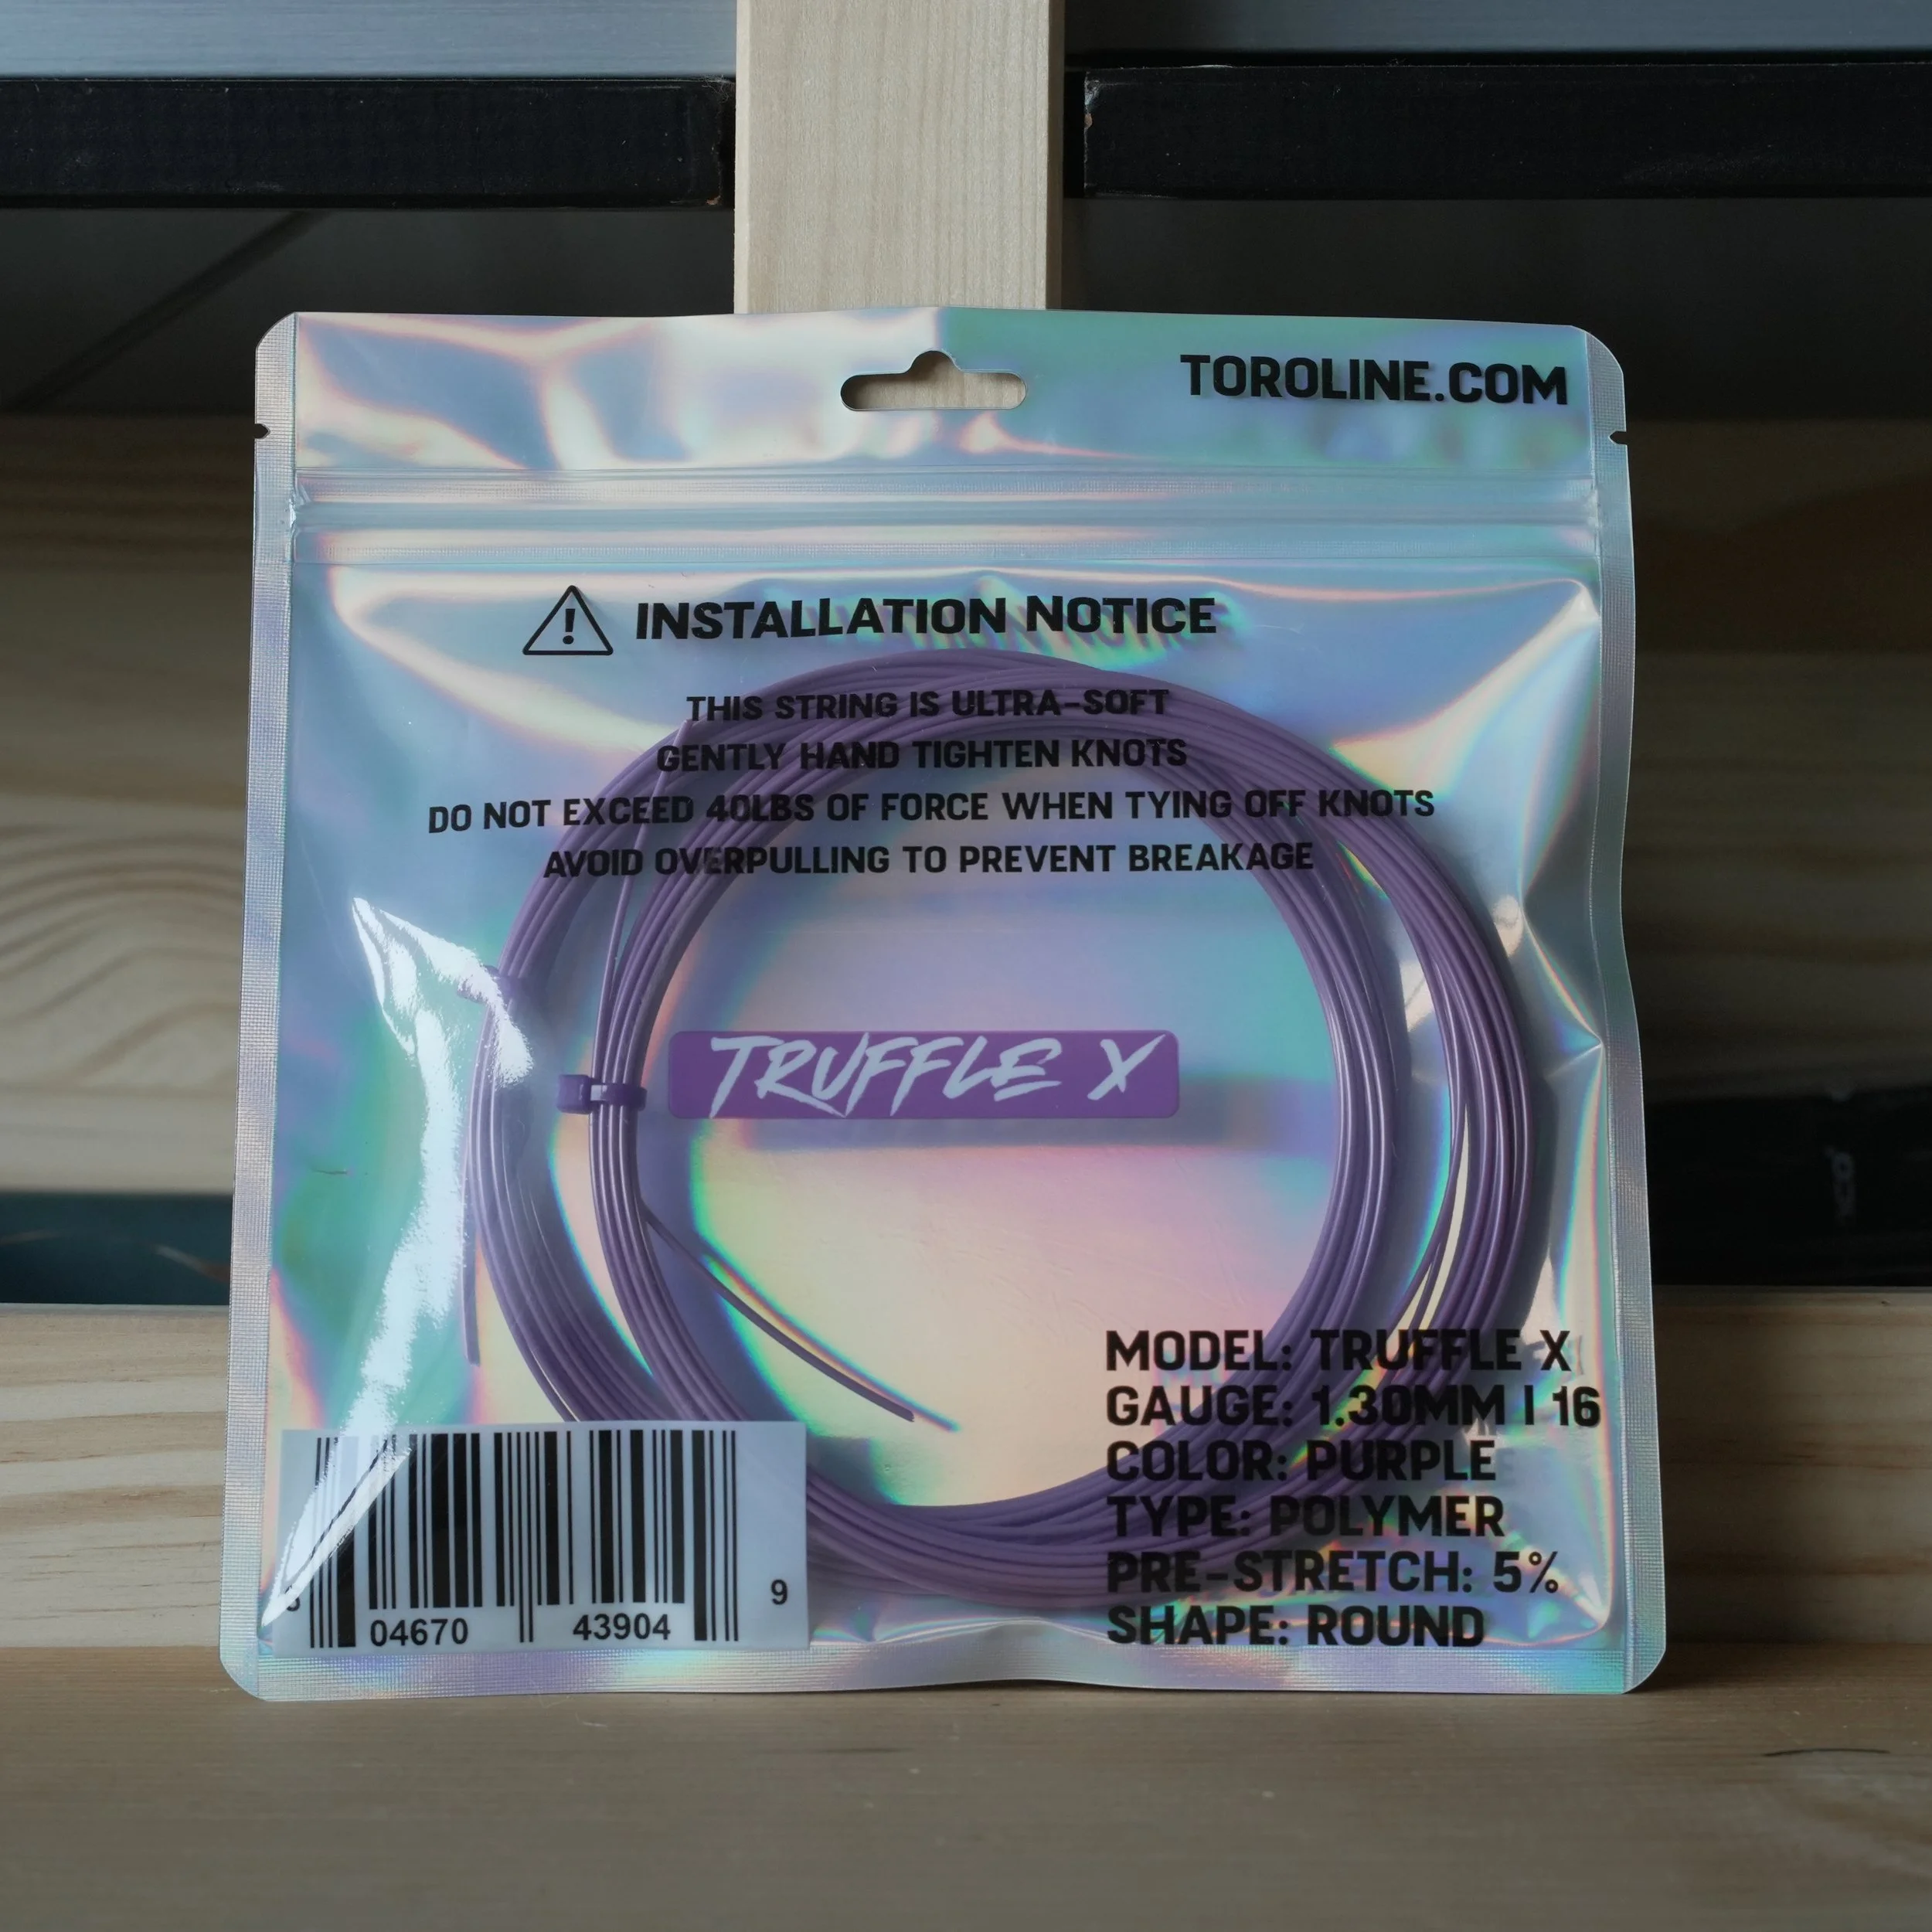 TOROLINE.COM
INSTALLATION NOTICE
THIS STRING IS ULTRA-SOFT
GENTLY HAND TIGHTEN KNOTS
DO NOT EXCEED 40LBS OF FORCE WHEN TYING OFF KNOTS
AVOID OVERPULLING TO PREVENT BREAKAGE
TRUFFLE X
MODEL: TRUFFLE X
GAUGE: 1.30MM | 16
COLOR: PURPLE
TYPE: POLYMER
PRE-STRETCH: 5%
SHAPE: ROUND
04670 43904 9